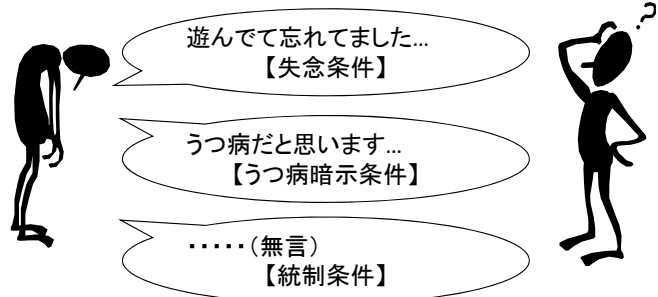 ?
遊んでて忘れてました...
【失念条件】
うつ病だと思います...
【うつ病暗示条件】
・・・・・(無言)
【統制条件】